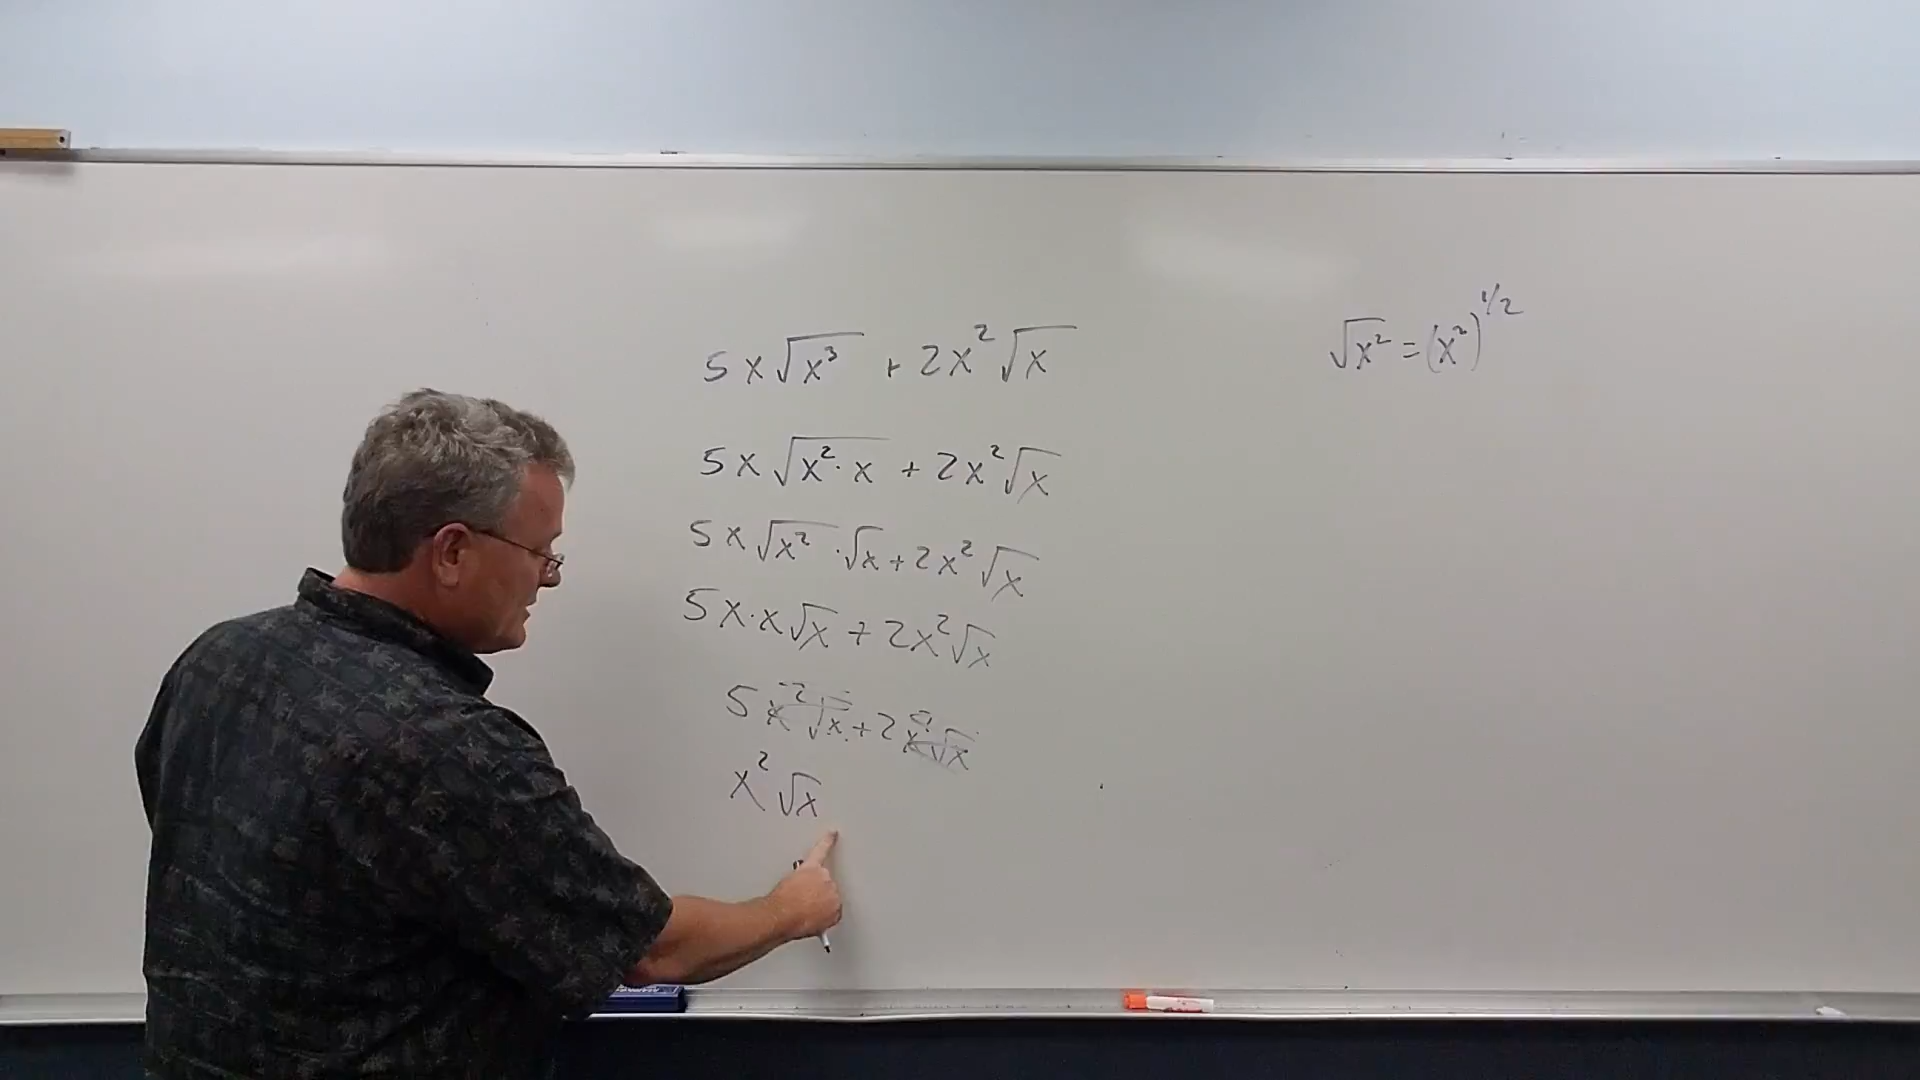 5x√x³ + 2x²√x
√x² = (x²)^1/2
5x√x²·x + 2x²√x
5x√x² ·√x + 2x²√x
5x·x√x + 2x²√x
5x²√x + 2x²√x
x²√x